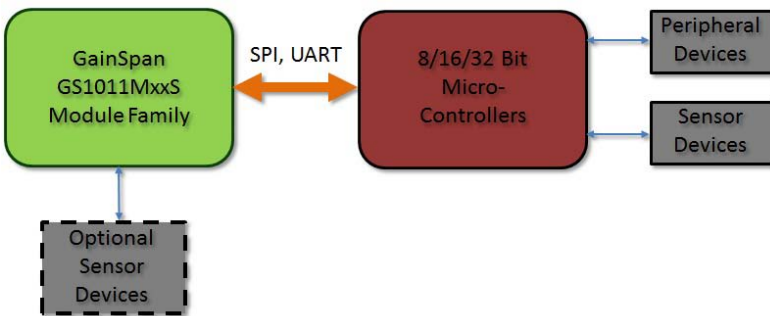 GainSpan
GS1011MxxS
Module Family
SPI, UART
8/16/32 Bit
Micro-
Controllers
Peripheral
Devices
Sensor
Devices
Optional
Sensor
Devices